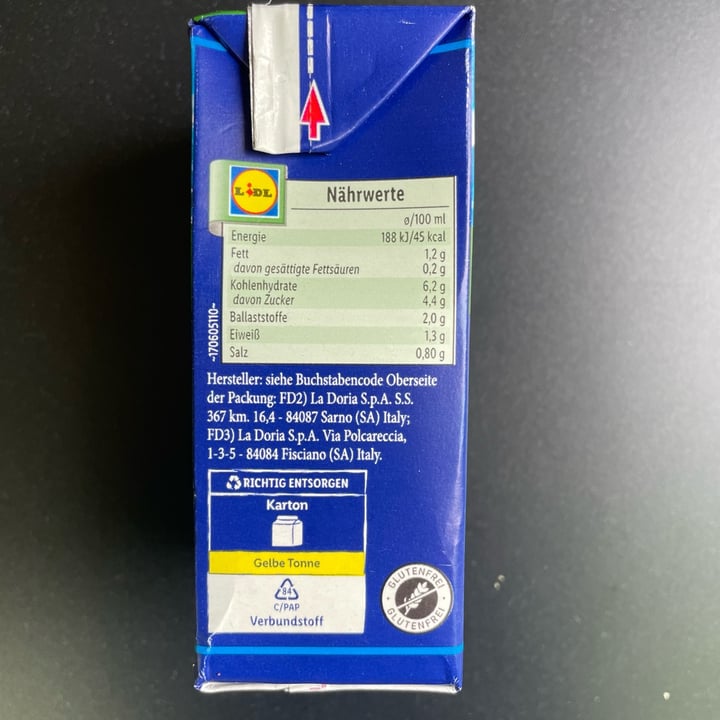 LIDL
Nährwerte
ø/100 ml
Energie 188 kJ/45 kcal
Fett 1,2 g
davon gesättigte Fettsäuren 0,2 g
Kohlenhydrate 6,2 g
davon Zucker 4,4 g
Ballaststoffe 2,0 g
Eiweiß 1,3 g
Salz 0,80 g
-170605110-
Hersteller: siehe Buchstabencode Oberseite
der Packung: FD2) La Doria S.p.A. S.S.
367 km. 16,4 - 84087 Sarno (SA) Italy;
FD3) La Doria S.p.A. Via Polcareccia,
1-3-5 - 84084 Fisciano (SA) Italy.
RICHTIG ENTSORGEN
Karton
Gelbe Tonne
84
C/PAP
Verbundstoff
GLUTENFREI
GLUTENFREI